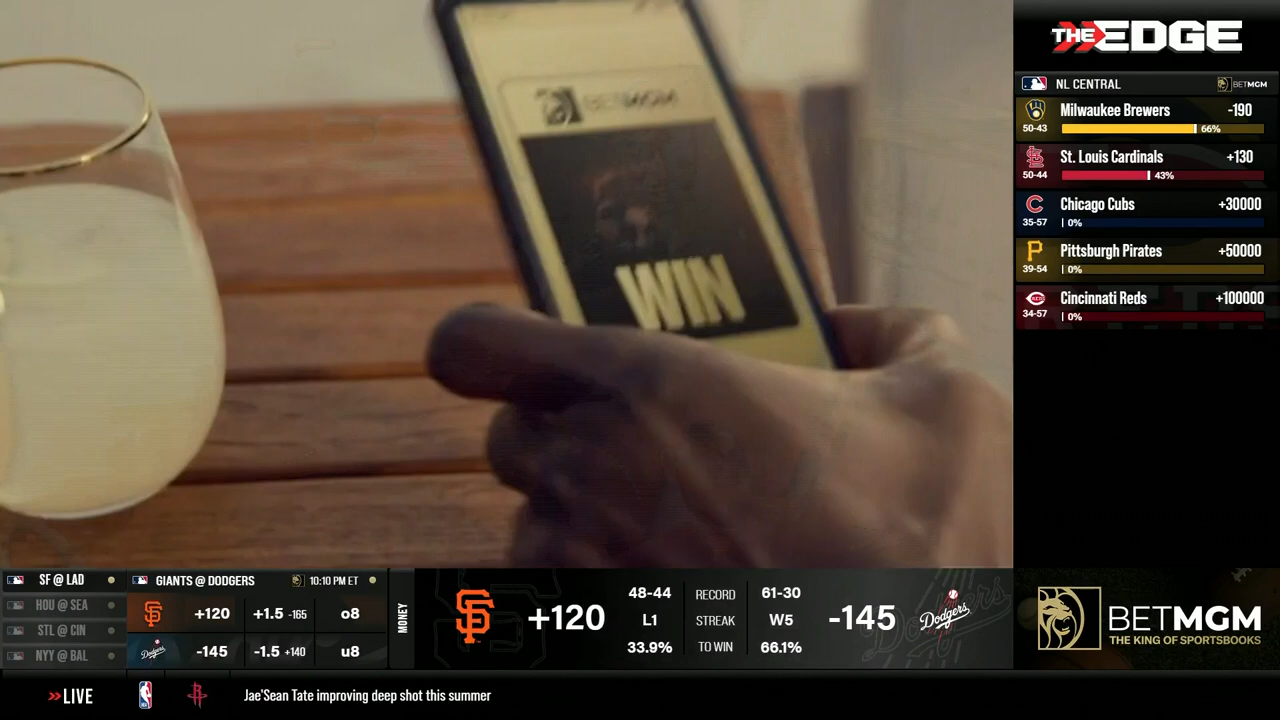 BETMGM
WIN
THE EDGE
NL CENTRAL
BETMGM
Milwaukee Brewers -190
50-43 66%
St. Louis Cardinals +130
50-44 43%
Chicago Cubs +30000
35-57 0%
Pittsburgh Pirates +50000
39-54 0%
Cincinnati Reds +100000
34-57 0%
SF @ LAD
HOU @ SEA
STL @ CIN
NYY @ BAL
GIANTS @ DODGERS 10:10 PM ET
SF +120 +1.5 -165 o8
Dodgers -145 -1.5 +140 u8
MONEY
SF +120
48-44 RECORD 61-30
L1 STREAK W5
33.9% TO WIN 66.1%
-145 Dodgers
BETMGM
THE KING OF SPORTSBOOKS
LIVE
Jae'Sean Tate improving deep shot this summer